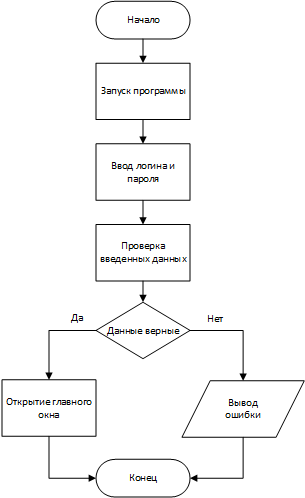 Начало
Запуск программы
Ввод логина и
пароля
Проверка
введенных данных
Данные верные
Да
Нет
Открытие главного
окна
Вывод
ошибки
Конец